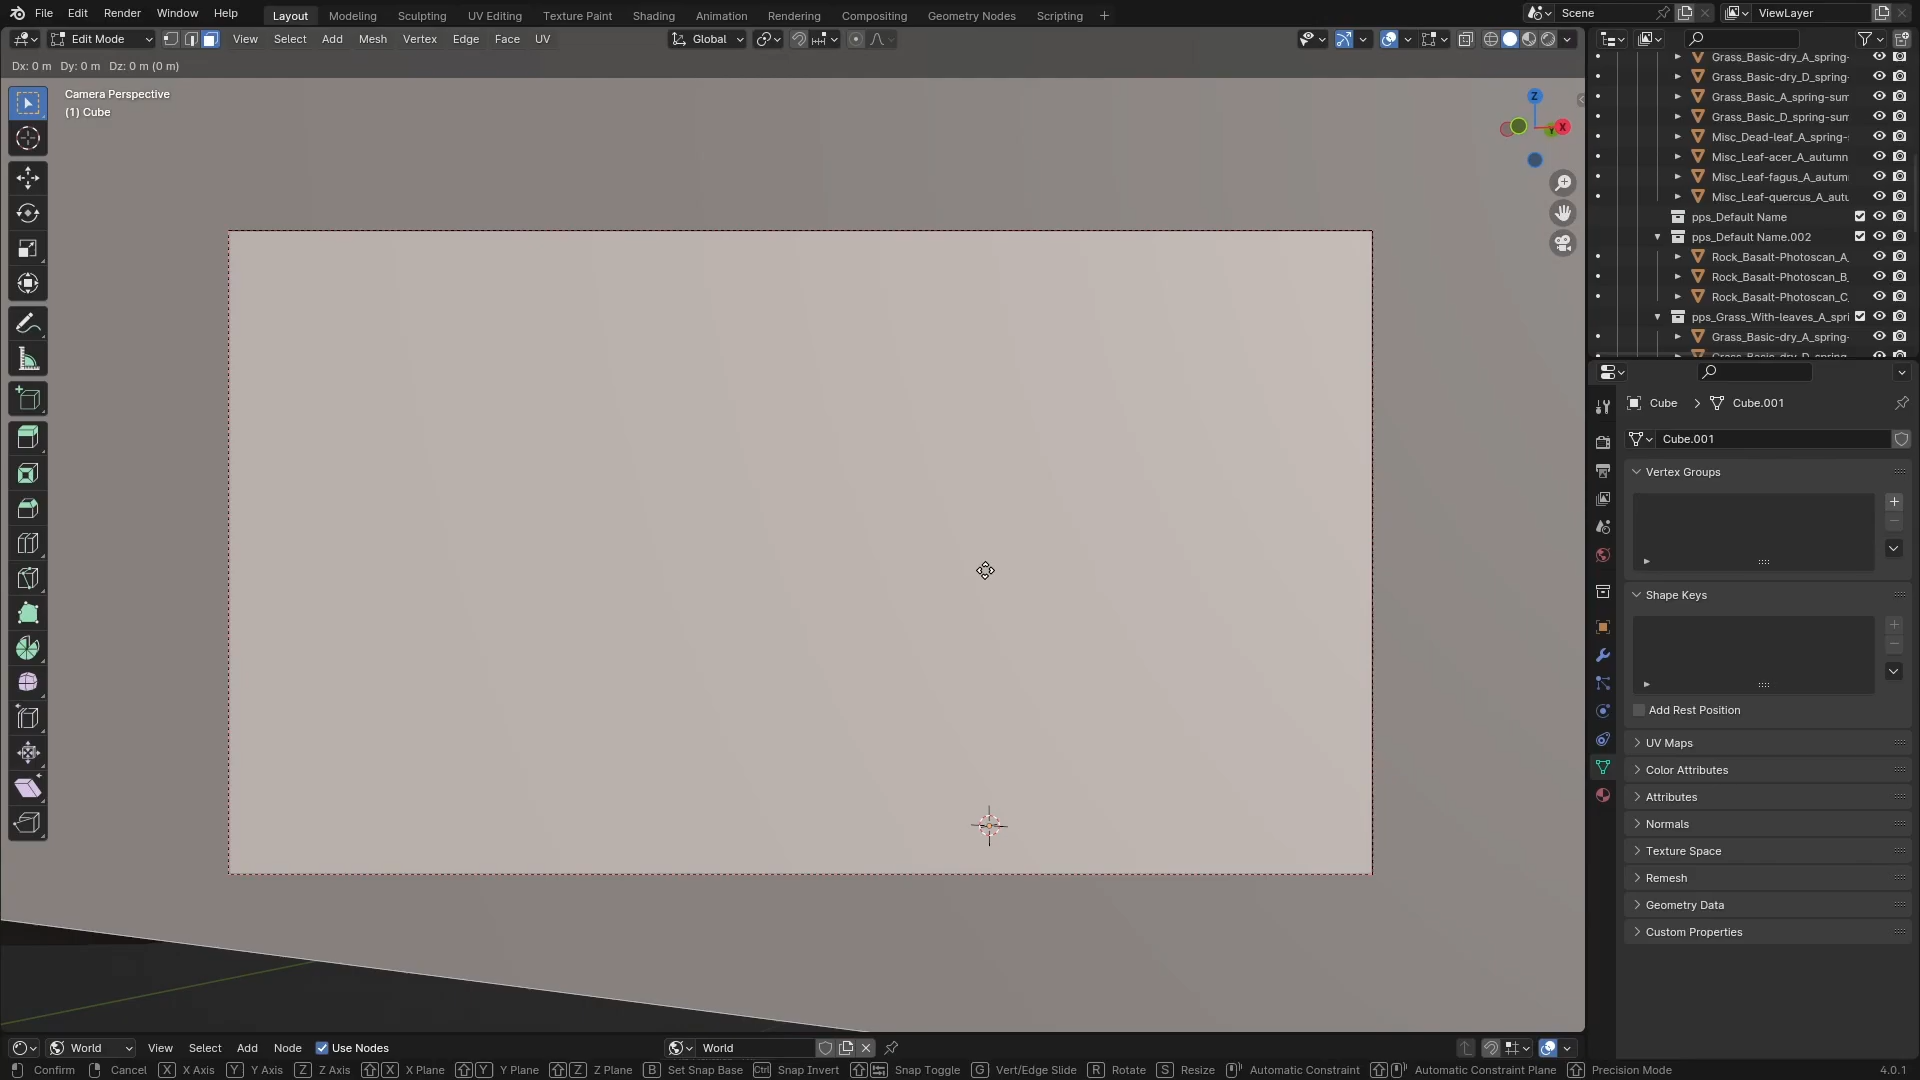 File Edit Render Window Help Layout Modeling Sculpting UV Editing Texture Paint Shading Animation Rendering Compositing Geometry Nodes Scripting + Scene ViewLayer
Edit Mode View Select Add Mesh Vertex Edge Face UV Global
Dx: 0 m Dy: 0 m Dz: 0 m (0 m)
Camera Perspective
(1) Cube
Z
X
Y
Grass_Basic-dry_A_spring-
Grass_Basic-dry_D_spring-
Grass_Basic_A_spring-sum
Grass_Basic_D_spring-sum
Misc_Dead-leaf_A_spring-
Misc_Leaf-acer_A_autumn
Misc_Leaf-fagus_A_autum
Misc_Leaf-quercus_A_autu
pps_Default Name
pps_Default Name.002
Rock_Basalt-Photoscan_A
Rock_Basalt-Photoscan_B
Rock_Basalt-Photoscan_C
pps_Grass_With-leaves_A_spri
Grass_Basic-dry_A_spring-
Grass_Basic-dry_D_spring
Cube > Cube.001
Cube.001
Vertex Groups
Shape Keys
Add Rest Position
UV Maps
Color Attributes
Attributes
Normals
Texture Space
Remesh
Geometry Data
Custom Properties
World View Select Add Node Use Nodes World
Confirm Cancel X X Axis Y Y Axis Z Z Axis X X Plane Y Y Plane Z Z Plane B Set Snap Base Ctrl Snap Invert Snap Toggle G Vert/Edge Slide R Rotate S Resize Automatic Constraint Automatic Constraint Plane Precision Mode 4.0.1